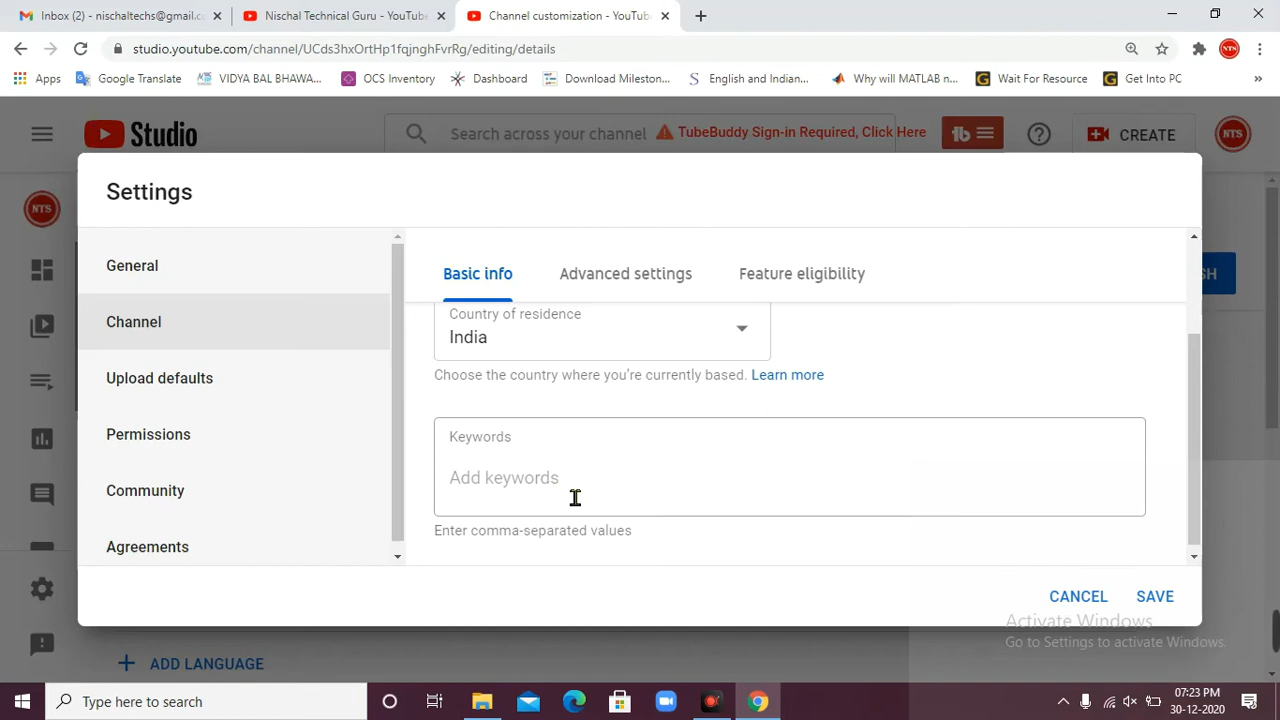 Inbox (2) - nischaltechs@gmail.c
Nischal Technical Guru - YouTube
Channel customization - YouTube
studio.youtube.com/channel/UCds3hxOrtHp1fqjnghFvrRg/editing/details
Apps
Google Translate
VIDYA BAL BHAWA...
OCS Inventory
Dashboard
Download Mileston...
English and Indian...
Why will MATLAB n...
Wait For Resource
Get Into PC
Studio
Search across your channel
TubeBuddy Sign-in Required, Click Here
tb
CREATE
NTS
Settings
NTS
General
Channel
Upload defaults
Permissions
Community
Agreements
Basic info
Advanced settings
Feature eligibility
SH
Country of residence
India
Choose the country where you're currently based. Learn more
Keywords
Add keywords
Enter comma-separated values
CANCEL
SAVE
Activate Windows
Go to Settings to activate Windows.
ADD LANGUAGE
Type here to search
07:23 PM
30-12-2020